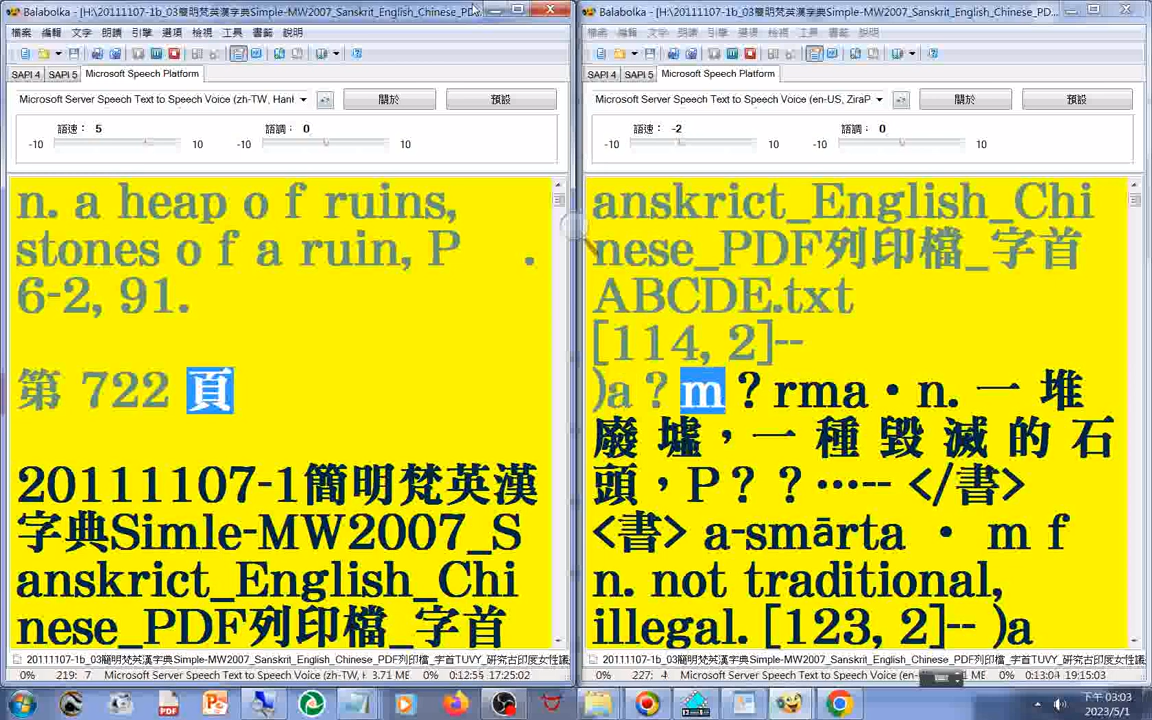 Balabolka - [H:\20111107-1b_03簡明梵英漢字典Simple-MW2007_Sanskrit_English_Chinese_PD...
檔案 編輯 文字 朗讀 引擎 選項 檢視 工具 書籤 說明
SAPI 4 SAPI 5 Microsoft Speech Platform
Microsoft Server Speech Text to Speech Voice (zh-TW, HanH 關於 預設
語速： 5 語調： 0
-10 10 -10 10
n. a heap o f ruins,
stones o f a ruin, P .
6-2, 91.
第 722 頁
20111107-1簡明梵英漢
字典Simle-MW2007_S
anskrict_English_Chi
nese_PDF列印檔_字首
20111107-1b_03簡明梵英漢字典Simple-MW2007_Sanskrit_English_Chinese_PDF列印檔_字首TUVY_研究古印度女性議
0% 219: 7 Microsoft Server Speech Text to Speech Voice (zh-TW, 3.71 ME 0% 0:12:55 17:25:02
Balabolka - [H:\20111107-1b_03簡明梵英漢字典Simple-MW2007_Sanskrit_English_Chinese_PD...
檔案 編輯 文字 朗讀 引擎 選項 檢視 工具 書籤 說明
SAPI 4 SAPI 5 Microsoft Speech Platform
Microsoft Server Speech Text to Speech Voice (en-US, ZiraP 關於 預設
語速： -2 語調： 0
-10 10 -10 10
anskrict_English_Chi
nese_PDF列印檔_字首
ABCDE.txt
[114, 2]--
)a ? m ? rma · n. 一 堆
廢 墟，一 種 毀 滅 的 石
頭，P? ? …-- </書>
<書> a-smārta · m f
n. not traditional,
illegal. [123, 2]-- )a
20111107-1b_03簡明梵英漢字典Simple-MW2007_Sanskrit_English_Chinese_PDF列印檔_字首TUVY_研究古印度女性議
0% 227: 4 Microsoft Server Speech Text to Speech Voice (en-US, 3.71 ME 0% 0:13:04 19:15:03
下午 03:03
2023/5/1